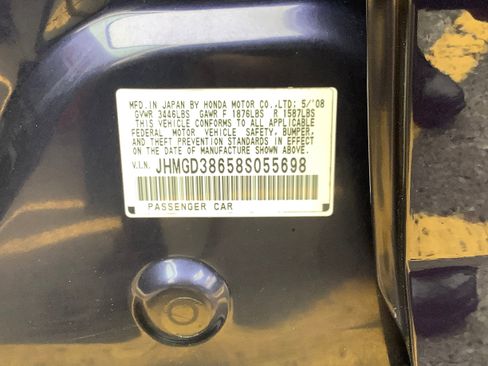 MFD. IN JAPAN BY HONDA MOTOR CO., LTD: 5/'08
GVWR 3446LBS GAWR F 1876LBS R 1587LBS
THIS VEHICLE CONFORMS TO ALL APPLICABLE
FEDERAL MOTOR VEHICLE SAFETY, BUMPER,
AND THEFT PREVENTION STANDARDS IN EFFECT
ON THE DATE OF MANUFACTURE SHOWN ABOVE.
V.I.N. JHMGD38658S055698
PASSENGER CAR